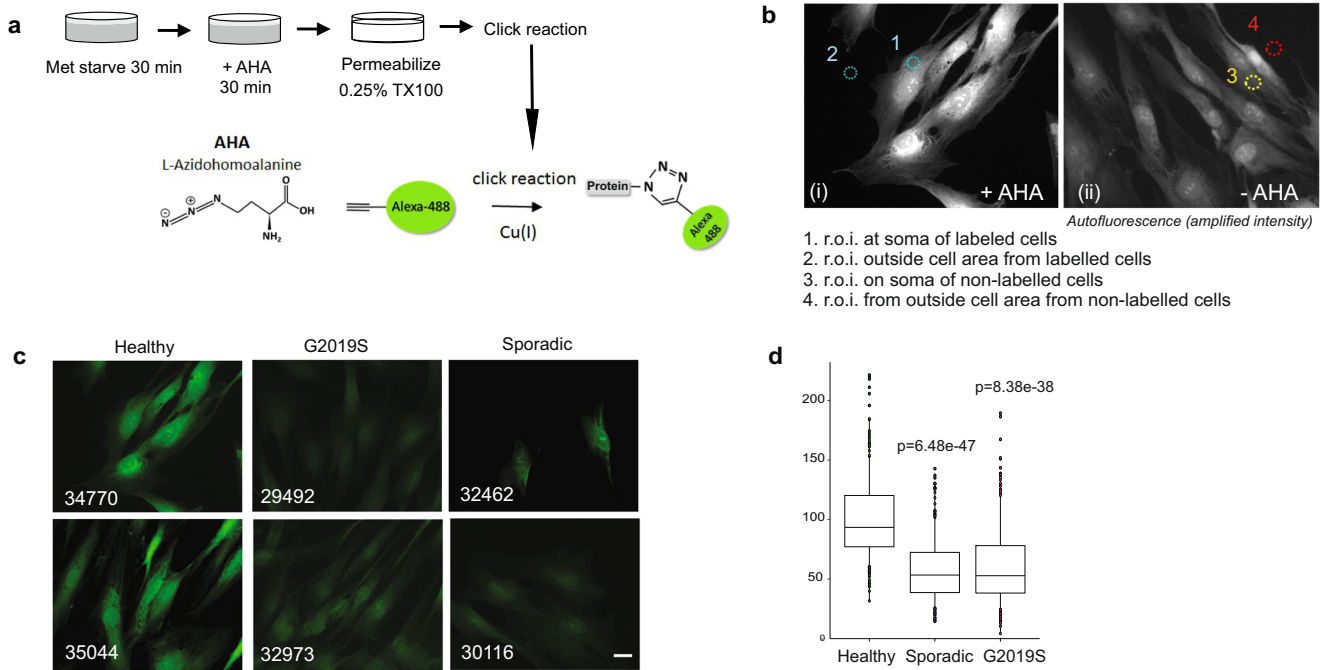 a
Met starve 30 min
+ AHA
30 min
Permeabilize
0.25% TX100
Click reaction
AHA
L-Azidohomoalanine
N
N
N
⊖
+
O
OH
NH₂
Alexa-488
click reaction
Cu(I)
Protein
N
N
N
Alexa
488
b
1
2
(i)
+ AHA
3
4
(ii)
- AHA
Autofluorescence (amplified intensity)
1. r.o.i. at soma of labeled cells
2. r.o.i. outside cell area from labelled cells
3. r.o.i. on soma of non-labelled cells
4. r.o.i. from outside cell area from non-labelled cells
c
Healthy
G2019S
Sporadic
34770
29492
32462
35044
32973
30116
d
200
150
100
50
0
p=6.48e-47
p=8.38e-38
Healthy
Sporadic
G2019S